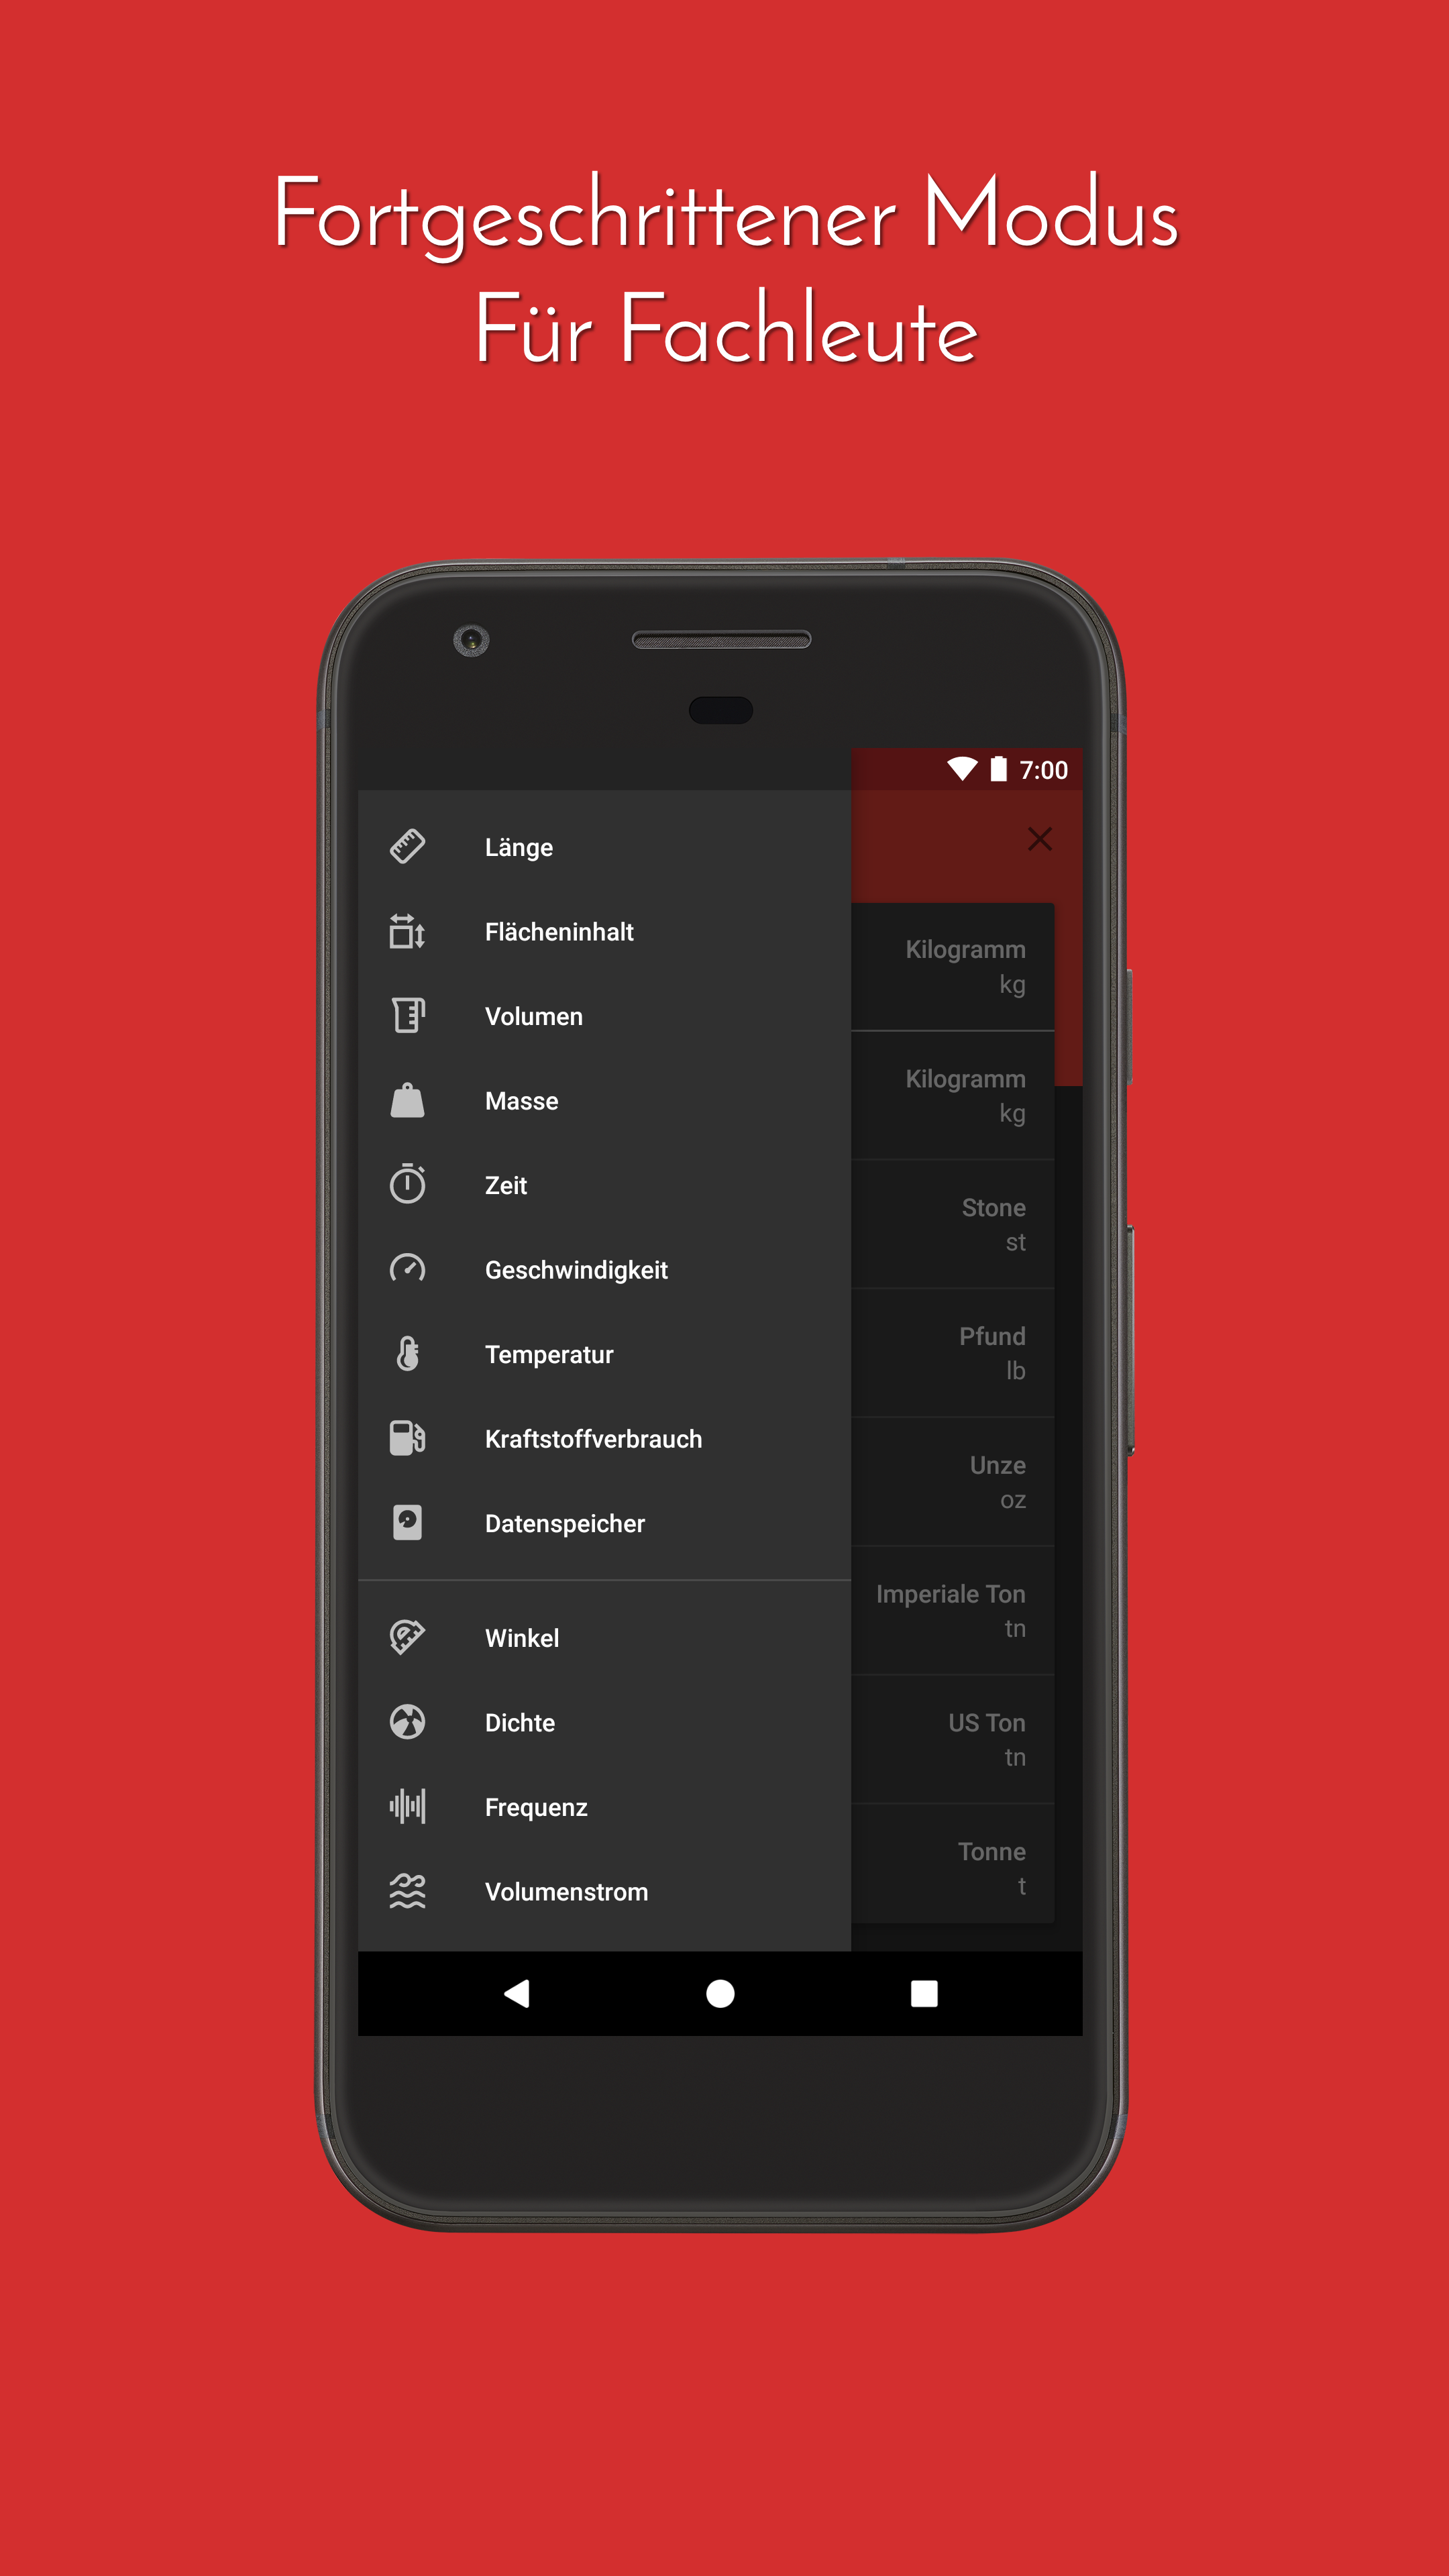 Fortgeschrittener Modus
Für Fachleute
7:00
Länge
Flächeninhalt
Volumen
Masse
Zeit
Geschwindigkeit
Temperatur
Kraftstoffverbrauch
Datenspeicher
Winkel
Dichte
Frequenz
Volumenstrom
Kilogramm
kg
Kilogramm
kg
Stone
st
Pfund
lb
Unze
oz
Imperiale Ton
tn
US Ton
tn
Tonne
t